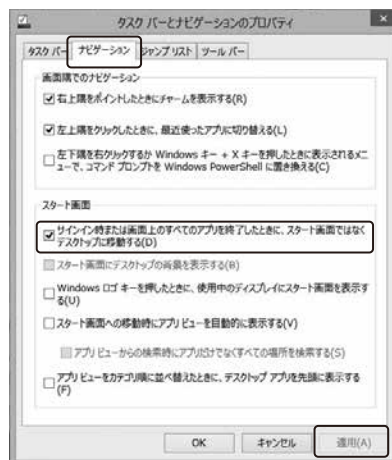 タスク バーとナビゲーションのプロパティ
タスク バー ナビゲーション ジャンプ リスト ツール バー
画面隅でのナビゲーション
右上隅をポイントしたときにチャームを表示する(R)
左上隅をクリックしたときに、最近使ったアプリに切り替える(L)
左下隅を右クリックするか Windows キー + X キーを押したときに表示されるメニ
ューで、コマンド プロンプトを Windows PowerShell に置き換える(C)
スタート画面
サインイン時または画面上のすべてのアプリを終了したときに、スタート画面ではなく
デスクトップに移動する(D)
スタート画面にデスクトップの背景を表示する(B)
Windows ロゴ キーを押したときに、使用中のディスプレイにスタート画面を表示す
る(U)
スタート画面への移動時にアプリ ビューを自動的に表示する(V)
アプリ ビューからの検索時にアプリだけでなくすべての場所を検索する(S)
アプリ ビューをカテゴリ順に並べ替えたときに、デスクトップ アプリを先頭に表示する
(F)
OK キャンセル 適用(A)